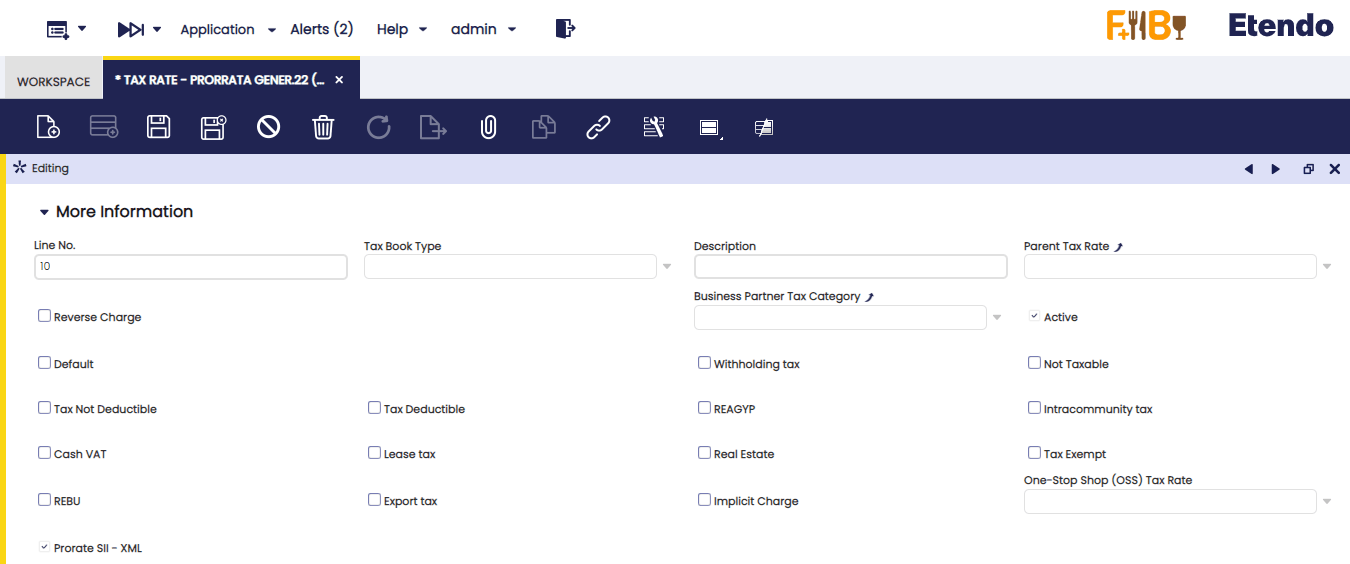 Application Alerts (2) Help admin
F+B Etendo
WORKSPACE * TAX RATE - PRORRATA GENER.22 (...
Editing
More Information
Line No. Tax Book Type Description Parent Tax Rate
10
Business Partner Tax Category
Reverse Charge Active
Default Withholding tax Not Taxable
Tax Not Deductible Tax Deductible REAGYP Intracommunity tax
Cash VAT Lease tax Real Estate Tax Exempt
One-Stop Shop (OSS) Tax Rate
REBU Export tax Implicit Charge
Prorate SII - XML